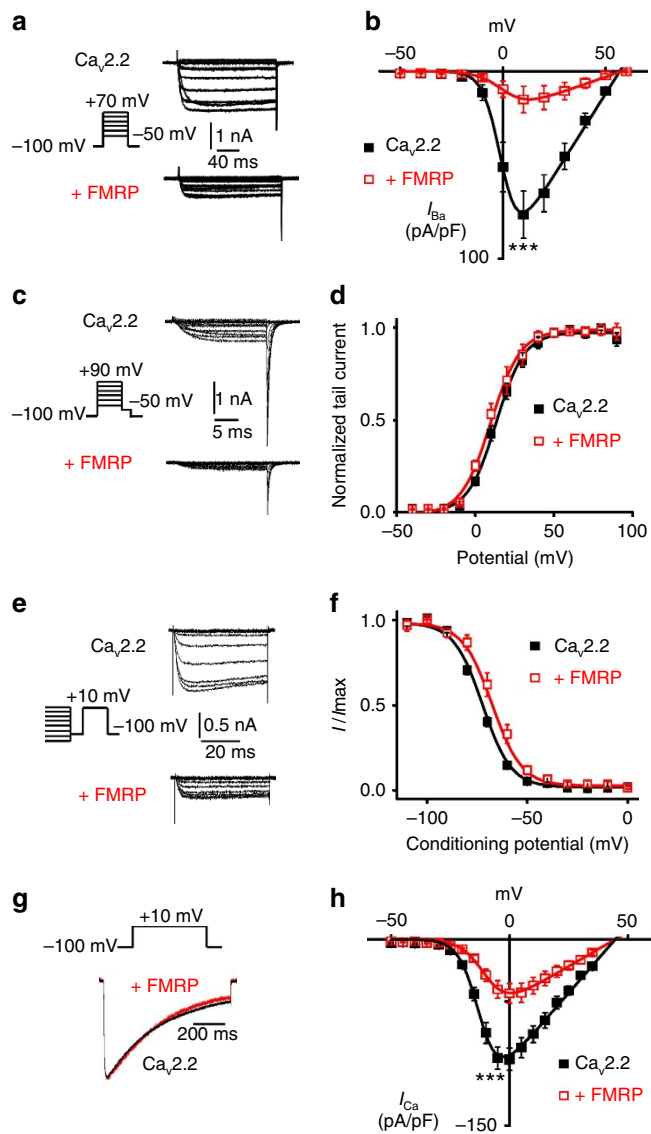 a
Cav2.2
+70 mV
–50 mV
–100 mV
1 nA
40 ms
+ FMRP
b
mV
–50
0
50
Cav2.2
+ FMRP
IBa
(pA/pF)
***
100
c
Cav2.2
+90 mV
–50 mV
–100 mV
1 nA
5 ms
+ FMRP
d
Normalized tail current
1.0
0.5
0.0
Cav2.2
+ FMRP
–50
0
50
100
Potential (mV)
e
Cav2.2
+10 mV
–100 mV
0.5 nA
20 ms
+ FMRP
f
I/Imax
1.0
0.5
0.0
Cav2.2
+ FMRP
–100
–50
0
Conditioning potential (mV)
g
+10 mV
–100 mV
+ FMRP
200 ms
Cav2.2
h
mV
–50
0
50
***
Cav2.2
+ FMRP
ICa
(pA/pF)
–150